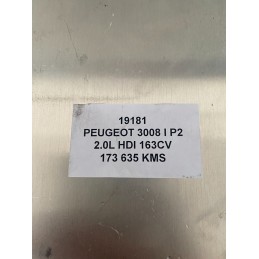 19181
PEUGEOT 3008 I P2
2.0L HDI 163CV
173 635 KMS